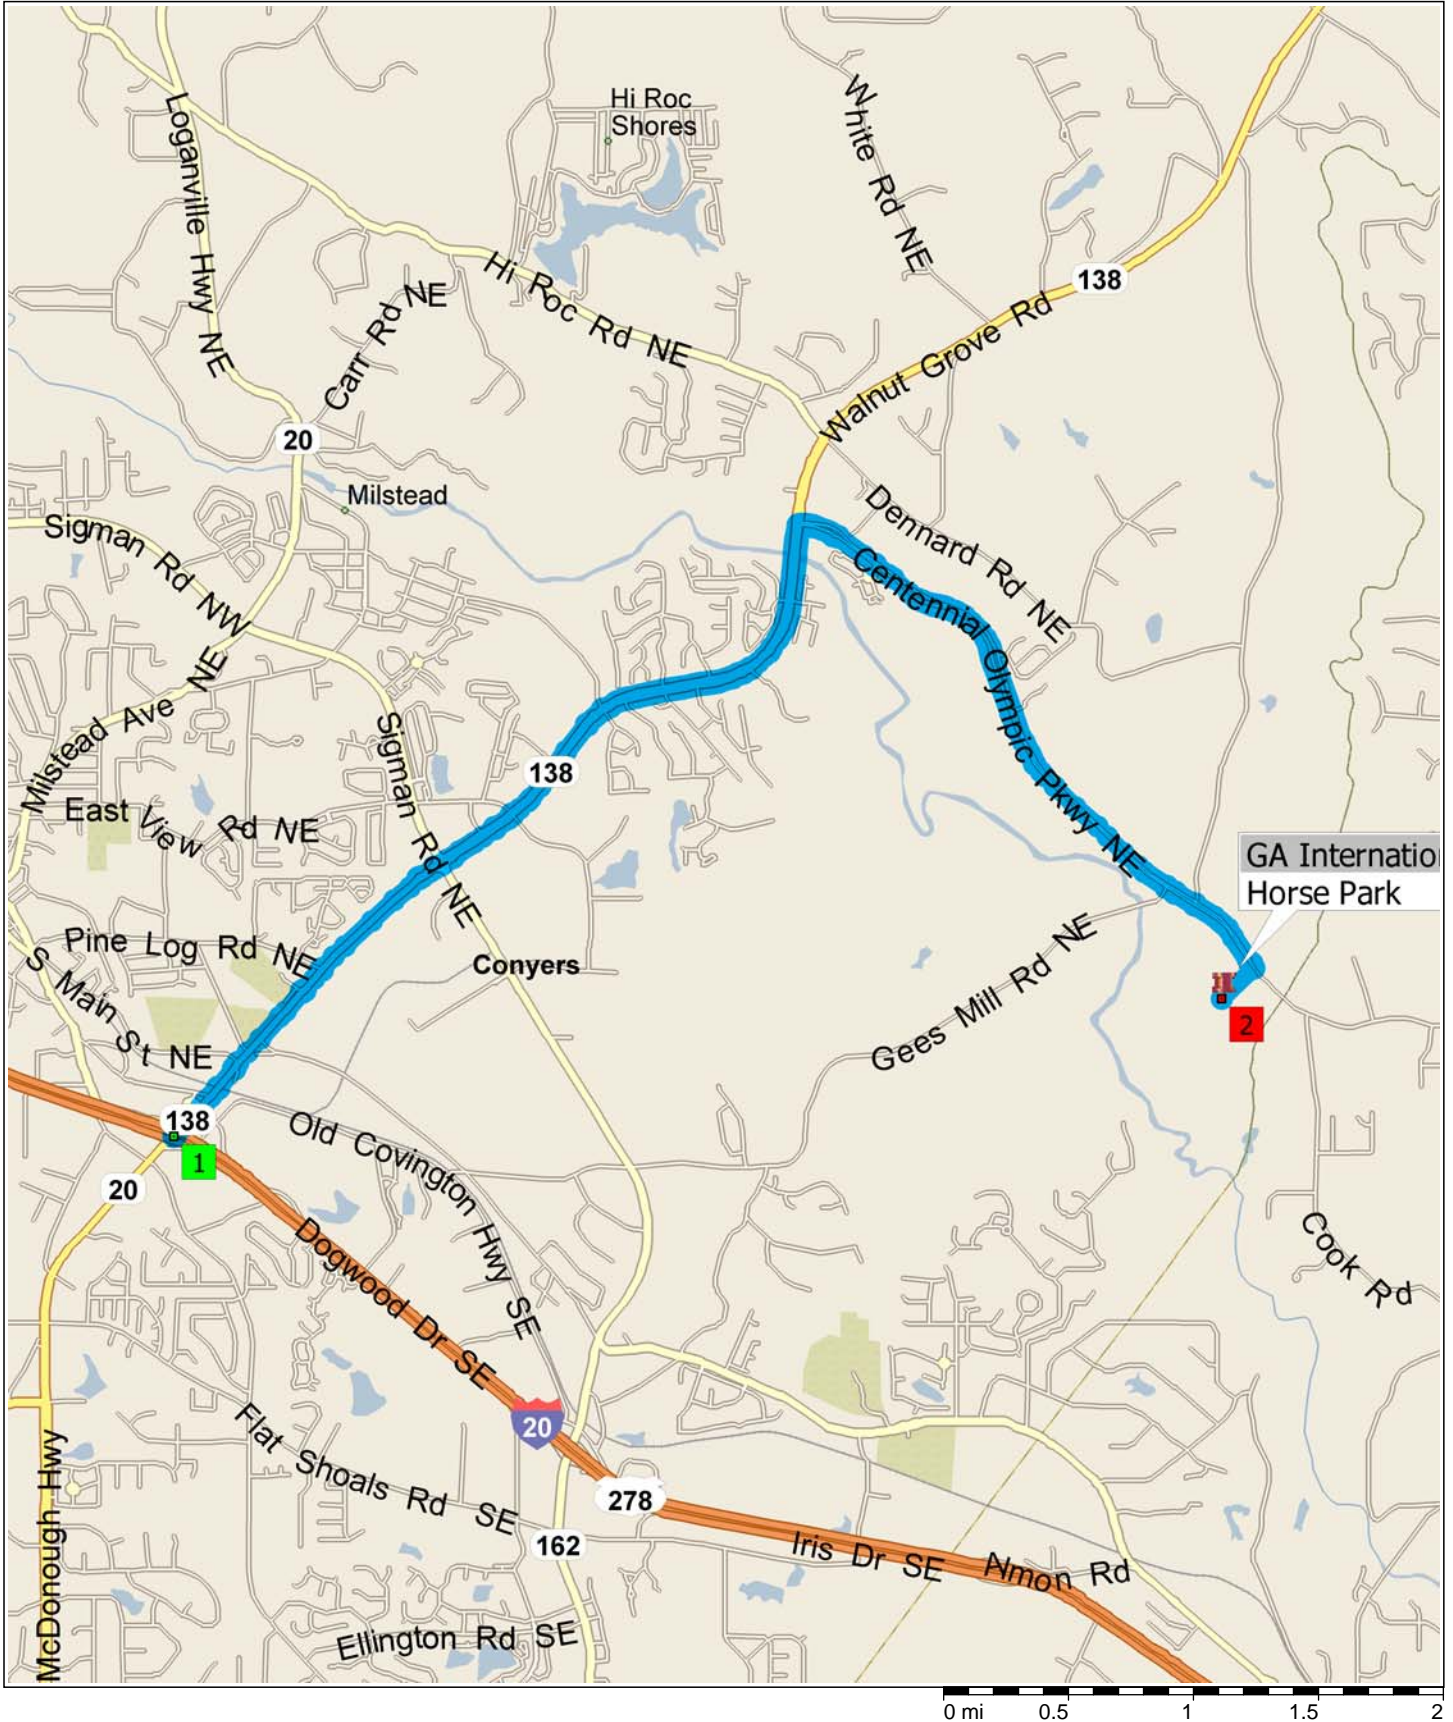 Hi Roc
Shores
White Rd NE
Loganville Hwy NE
138
Hi Roc Rd NE
Carr Rd NE
Walnut Grove Rd
20
Milstead
Dennard Rd NE
Sigman Rd NW
Centennial Olympic Pkwy NE
Milstead Ave NE
Sigman Rd NE
138
East View Rd NE
GA Internatio
Horse Park
Pine Log Rd NE
S Main St NE
Conyers
Gees Mill Rd NE
2
138
1
Old Covington Hwy SE
20
Dogwood Dr SE
Cook Rd
20
Flat Shoals Rd SE
McDonough Hwy
278
162
Iris Dr SE
Almon Rd
Ellington Rd SE
0 mi 0.5 1 1.5 2